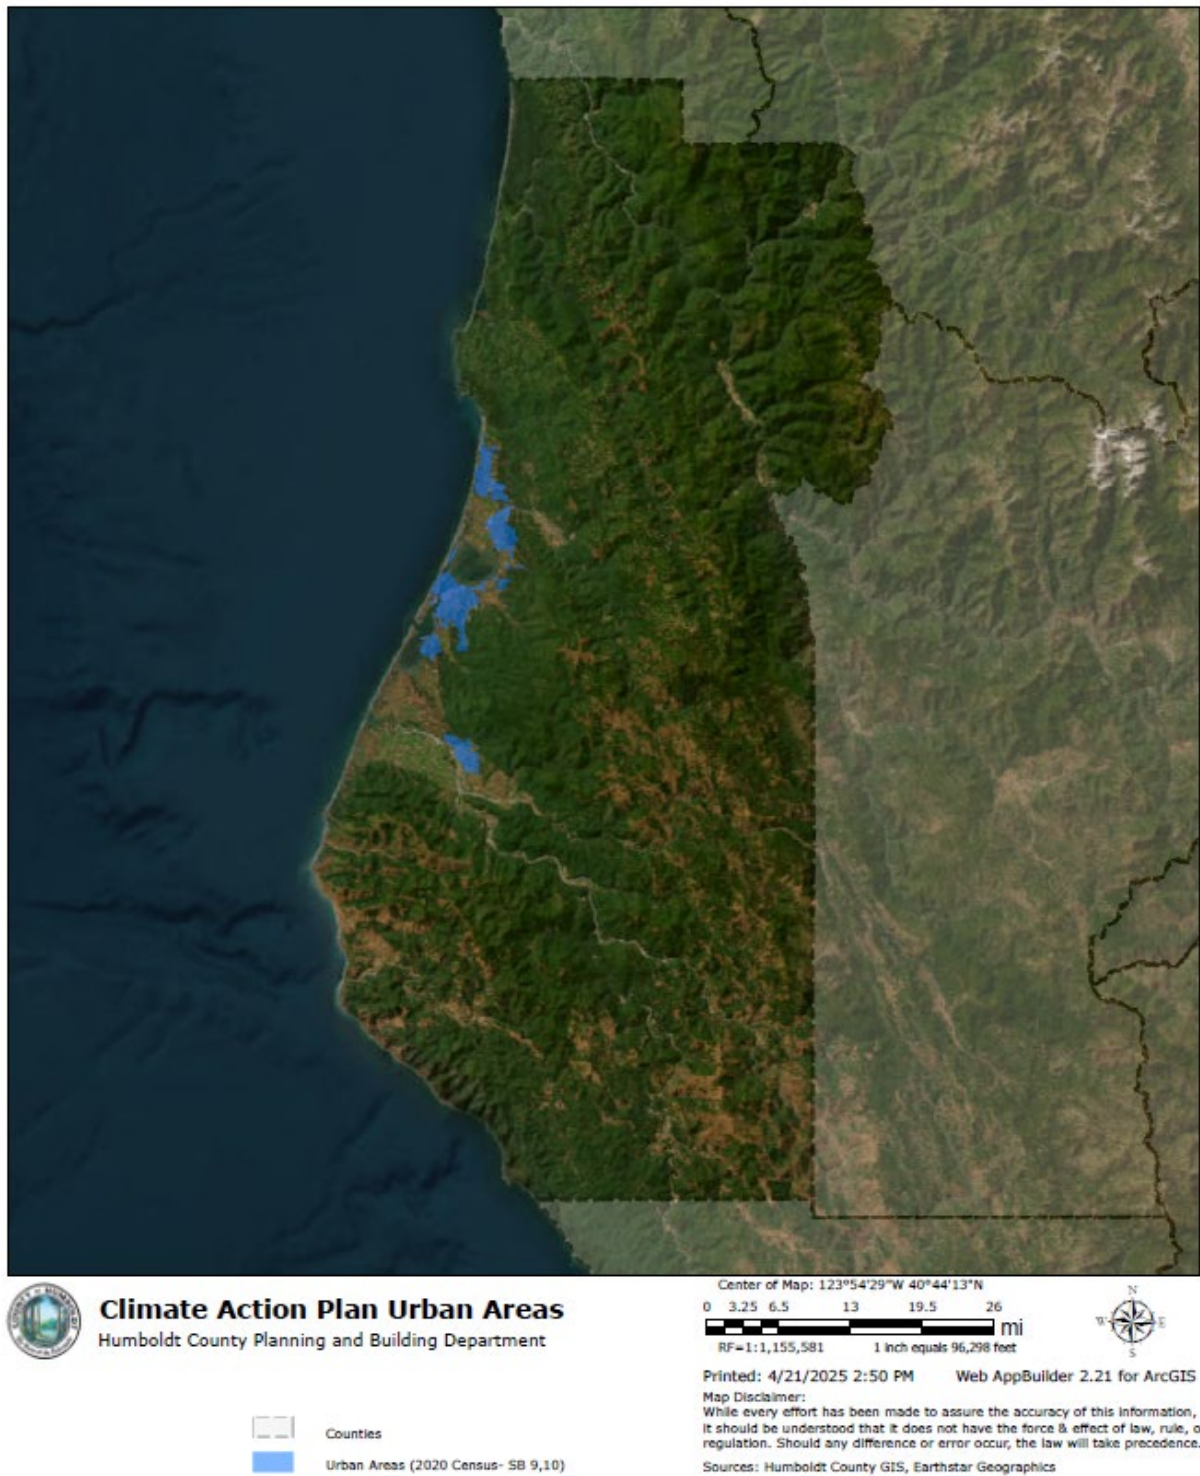 Climate Action Plan Urban Areas
Humboldt County Planning and Building Department
Counties
Urban Areas (2020 Census- SB 9,10)
Center of Map: 123°54'29"W 40°44'13"N
0 3.25 6.5 13 19.5 26
mi
RF=1:1,155,581 1 inch equals 96,298 feet
N
W E
S
Printed: 4/21/2025 2:50 PM Web AppBuilder 2.21 for ArcGIS
Map Disclaimer:
While every effort has been made to assure the accuracy of this information,
it should be understood that it does not have the force & effect of law, rule, o
regulation. Should any difference or error occur, the law will take precedence.
Sources: Humboldt County GIS, Earthstar Geographics